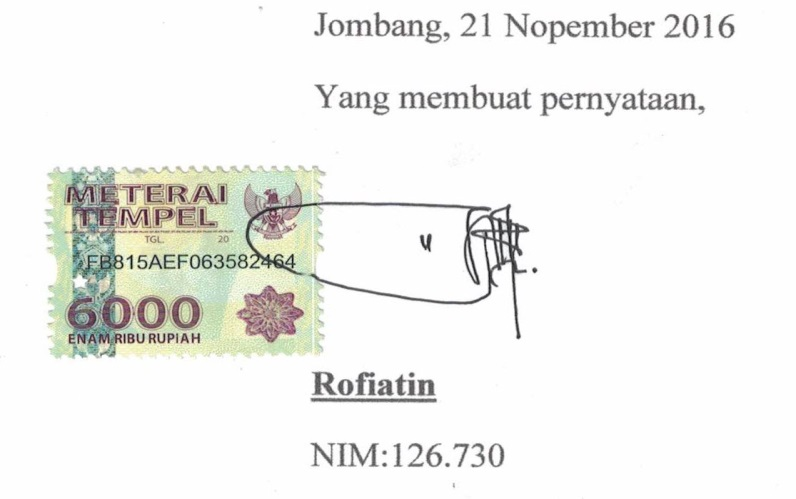 Jombang, 21 Nopember 2016
Yang membuat pernyataan,
METERAI
TEMPEL
TGL. 20
FB815AEF063582464
6000
ENAM RIBU RUPIAH
Rofiatin
NIM:126.730